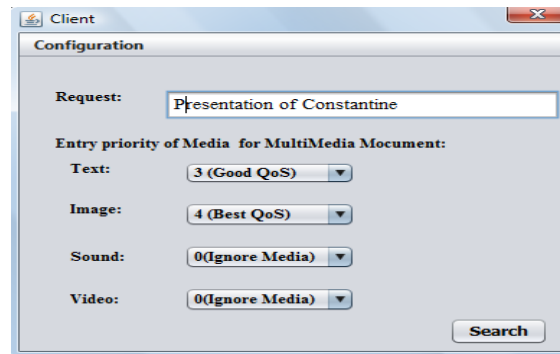 Client
Configuration
Request: Presentation of Constantine
Entry priority of Media for MultiMedia Mocument:
Text: 3 (Good QoS)
Image: 4 (Best QoS)
Sound: 0(Ignore Media)
Video: 0(Ignore Media)
Search